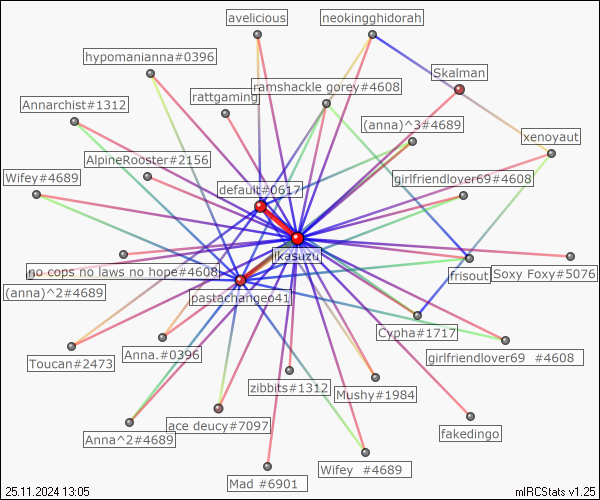 avelicious
neokingghidorah
hypomanianna#0396
Skalman
ramshackle gorey#4608
rattgaming
Annarchist#1312
(anna)^3#4689
xenoyaut
AlpineRooster#2156
Wifey#4689
girlfriendlover69#4608
default#0617
jikasuzu
no cops no laws no hope#4608
frisout
Soxy Foxy#5076
(anna)^2#4689
pastachange641
Cypha#1717
Toucan#2473
Anna.#0396
girlfriendlover69 #4608
zibbits#1312
Mushy#1984
Anna^2#4689
ace deucy#7097
fakedingo
Mad #6901
Wifey #4689
25.11.2024 13:05
mIRCStats v1.25